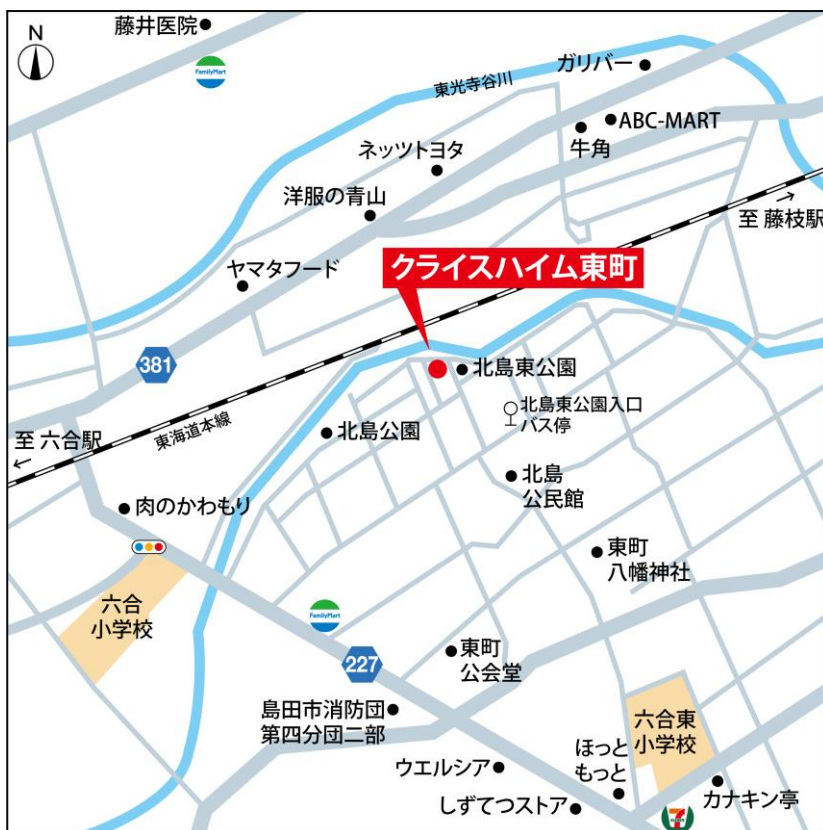 藤井医院
N
FamilyMart
東光寺谷川
ガリバー
ABC-MART
牛角
ネッツトヨタ
洋服の青山
至 藤枝駅
→
ヤマタフード
クライスハイム東町
381
北島東公園
北島東公園入口
バス停
東海道本線
北島公園
至 六合駅
←
北島
公民館
肉のかわもり
東町
八幡神社
六合
小学校
FamilyMart
227
東町
公会堂
島田市消防団
第四分団二部
六合東
小学校
ほっと
もっと
ウエルシア
しずてつストア
カナキン亭
7